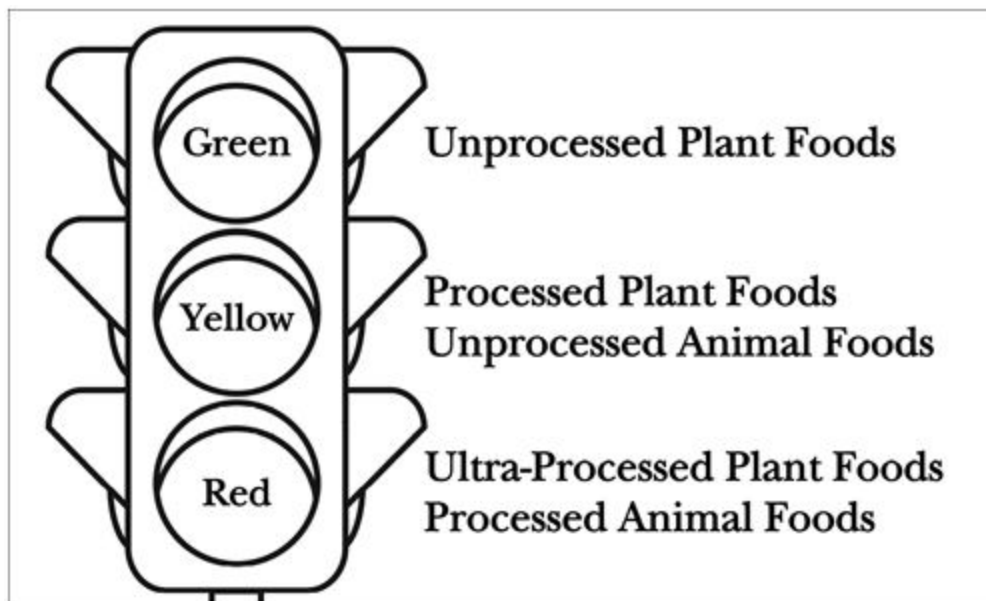 Green
Unprocessed Plant Foods
Yellow
Processed Plant Foods
Unprocessed Animal Foods
Red
Ultra-Processed Plant Foods
Processed Animal Foods